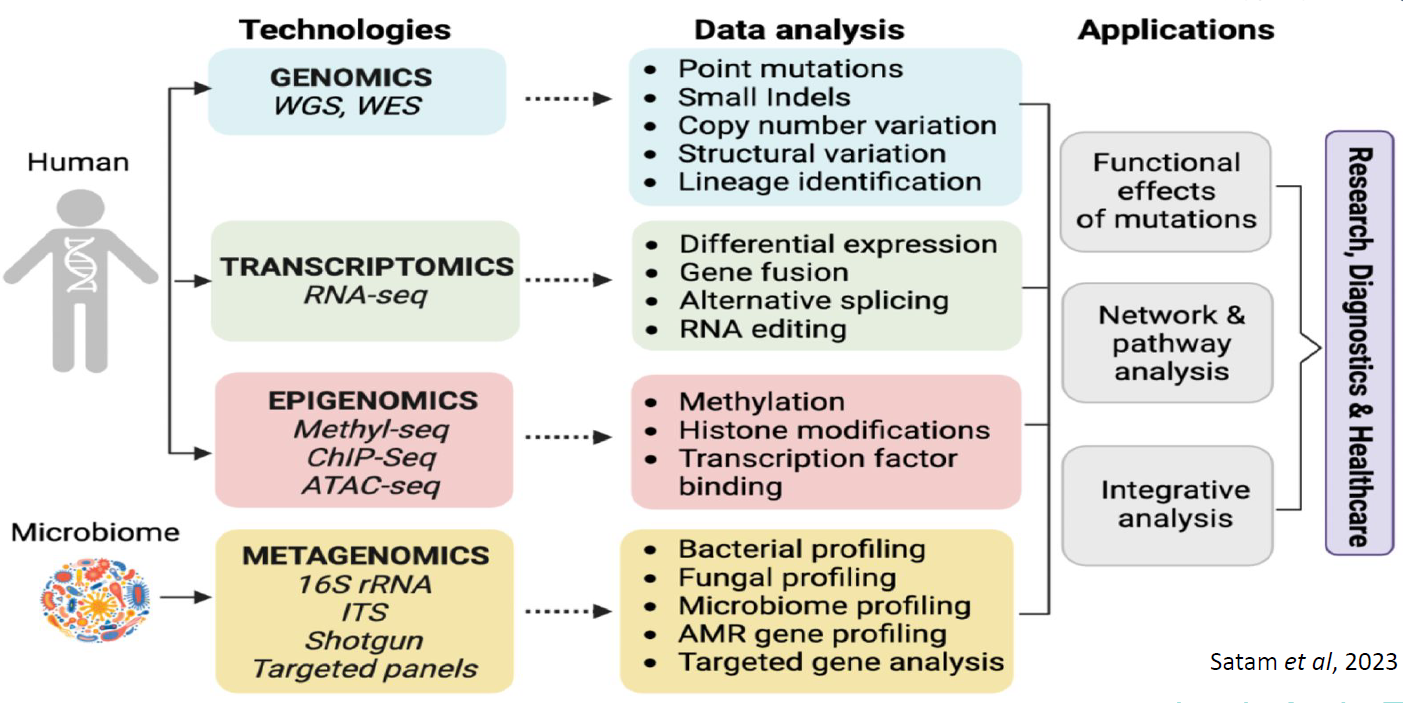 Technologies
Data analysis
Applications
Human
GENOMICS
WGS, WES
• Point mutations
• Small Indels
• Copy number variation
• Structural variation
• Lineage identification
TRANSCRIPTOMICS
RNA-seq
• Differential expression
• Gene fusion
• Alternative splicing
• RNA editing
EPIGENOMICS
Methyl-seq
ChIP-Seq
ATAC-seq
• Methylation
• Histone modifications
• Transcription factor
binding
Microbiome
METAGENOMICS
16S rRNA
ITS
Shotgun
Targeted panels
• Bacterial profiling
• Fungal profiling
• Microbiome profiling
• AMR gene profiling
• Targeted gene analysis
Functional
effects
of mutations
Network &
pathway
analysis
Integrative
analysis
Research, Diagnostics & Healthcare
Satam et al, 2023